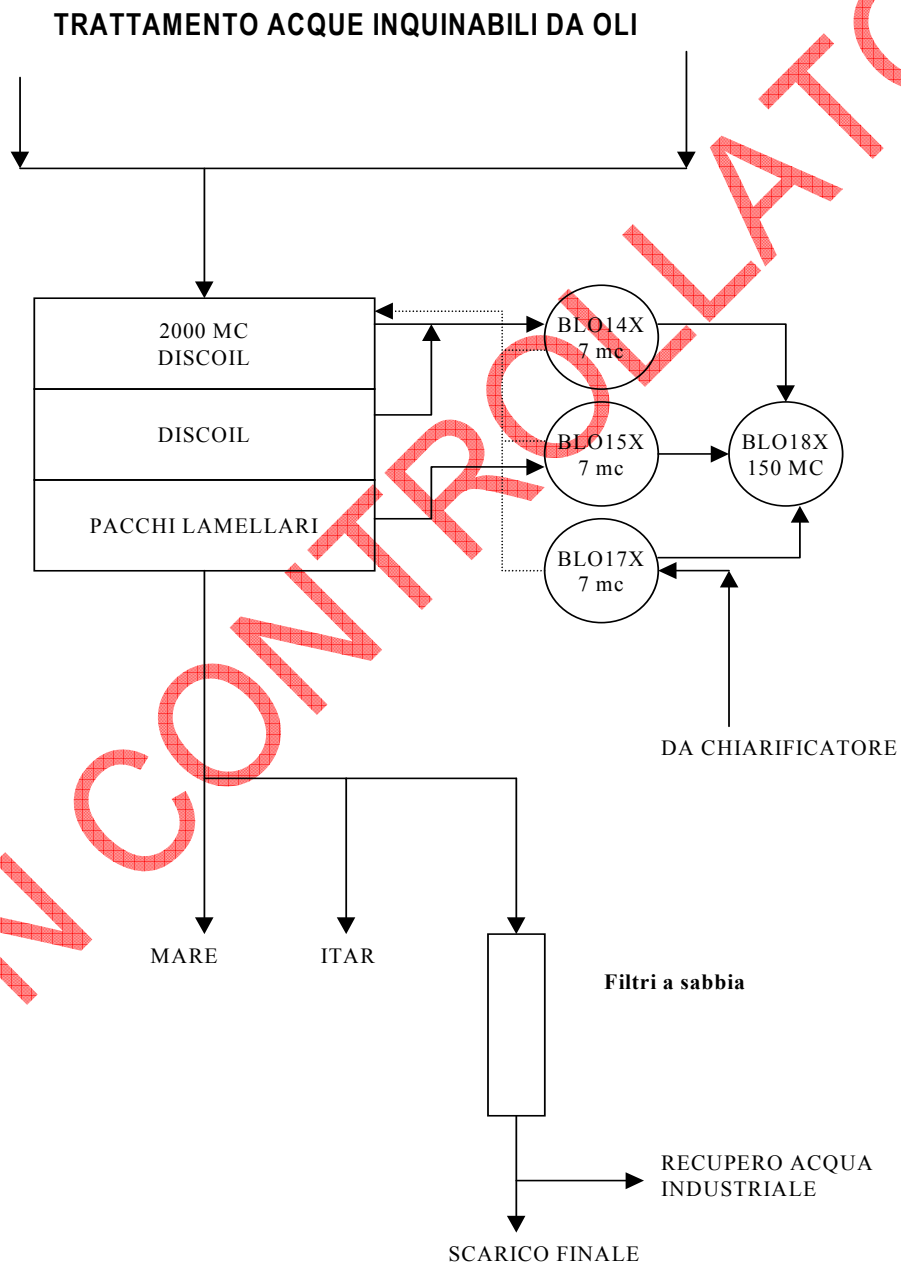 TRATTAMENTO ACQUE INQUINABILI DA OLI
2000 MC
DISCOIL
DISCOIL
PACCHI LAMELLARI
BLO14X
7 mc
BLO15X
7 mc
BLO17X
7 mc
BLO18X
150 MC
DA CHIARIFICATORE
MARE
ITAR
Filtri a sabbia
RECUPERO ACQUA
INDUSTRIALE
SCARICO FINALE
N CONTROLLATO